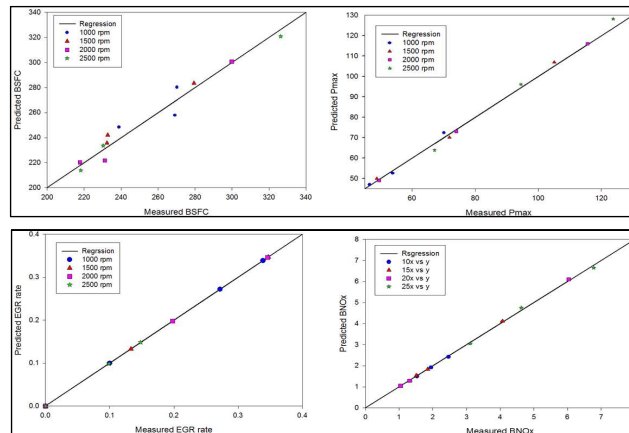 340
320
300
280
260
240
220
200
200 220 240 260 280 300 320 340
Predicted BSFC
Measured BSFC
Regression
1000 rpm
1500 rpm
2000 rpm
2500 rpm
130
120
110
100
90
80
70
60
50
60 80 100 120
Predicted Pmax
Measured Pmax
Regression
1000 rpm
1500 rpm
2000 rpm
2500 rpm
0.4
0.3
0.2
0.1
0.0
0.0 0.1 0.2 0.3 0.4
Predicted EGR rate
Measured EGR rate
Regrssion
1000 rpm
1500 rpm
2000 rpm
2500 rpm
8
7
6
5
4
3
2
1
0
0 1 2 3 4 5 6 7
Predicted BNOx
Measured BNOx
Rsgression
10x vs y
15x vs y
20x vs y
25x vs y